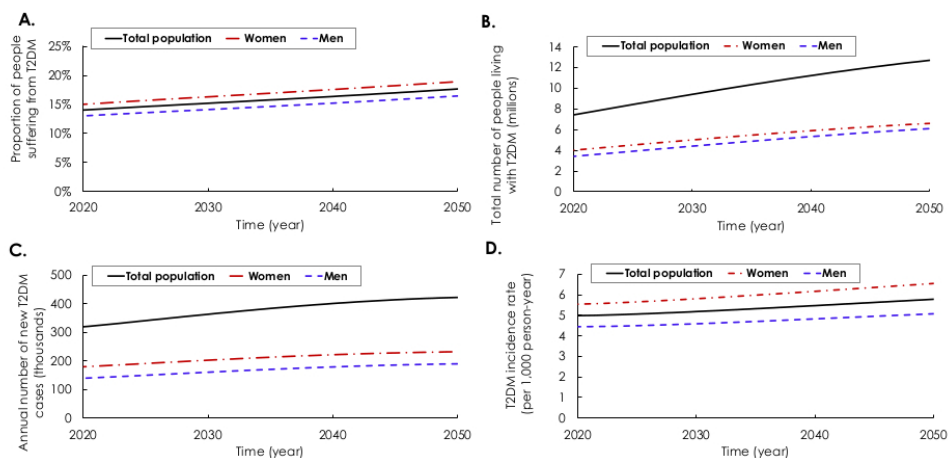 A.
Total population Women Men
Proportion of people
suffering from T2DM
25%
20%
15%
10%
5%
0%
2020 2030 2040 2050
Time (year)
B.
Total population Women Men
Total number of people living
with T2DM (millions)
14
12
10
8
6
4
2
0
2020 2030 2040 2050
Time (year)
C.
Total population Women Men
Annual number of new T2DM
cases (thousands)
500
400
300
200
100
0
2020 2030 2040 2050
Time (year)
D.
Total population Women Men
T2DM incidence rate
(per 1,000 person-year)
7
6
5
4
3
2
1
0
2020 2030 2040 2050
Time (year)